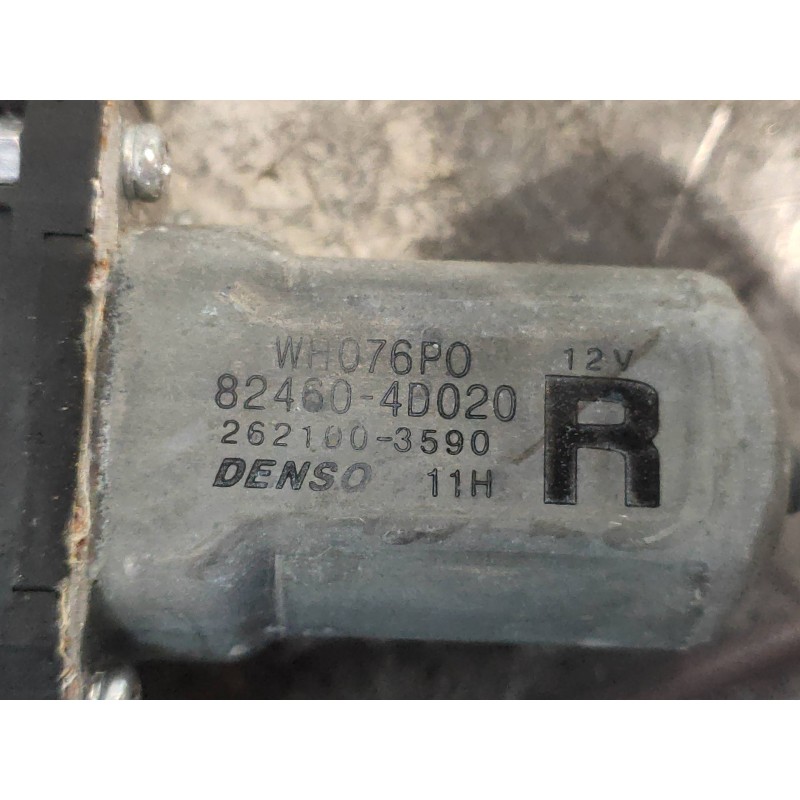 WH076P0
12V
82460-4D020
R
262100-3590
DENSO 11H